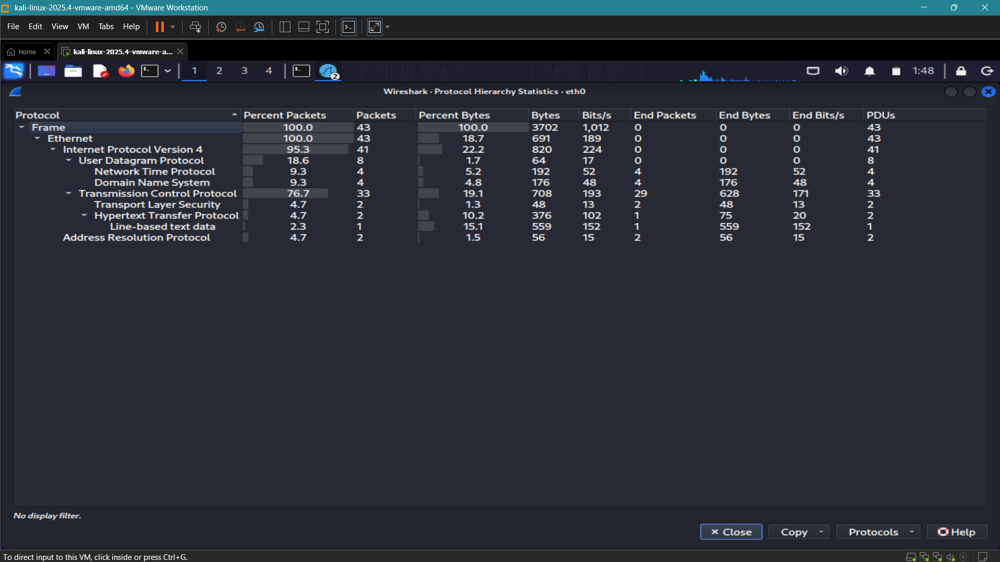 kali-linux-2025.4-vmware-amd64 - VMware Workstation
File Edit View VM Tabs Help
Home kali-linux-2025.4-vmware-a...
$_ 1 2 3 4 $_ 2 1:48
Wireshark · Protocol Hierarchy Statistics · eth0
Protocol Percent Packets Packets Percent Bytes Bytes Bits/s End Packets End Bytes End Bits/s PDUs
Frame 100.0 43 100.0 3702 1,012 0 0 0 43
Ethernet 100.0 43 18.7 691 189 0 0 0 43
Internet Protocol Version 4 95.3 41 22.2 820 224 0 0 0 41
User Datagram Protocol 18.6 8 1.7 64 17 0 0 0 8
Network Time Protocol 9.3 4 5.2 192 52 4 192 52 4
Domain Name System 9.3 4 4.8 176 48 4 176 48 4
Transmission Control Protocol 76.7 33 19.1 708 193 29 628 171 33
Transport Layer Security 4.7 2 1.3 48 13 2 48 13 2
Hypertext Transfer Protocol 4.7 2 10.2 376 102 1 75 20 2
Line-based text data 2.3 1 15.1 559 152 1 559 152 1
Address Resolution Protocol 4.7 2 1.5 56 15 2 56 15 2
No display filter.
Close Copy Protocols Help
To direct input to this VM, click inside or press Ctrl+G.